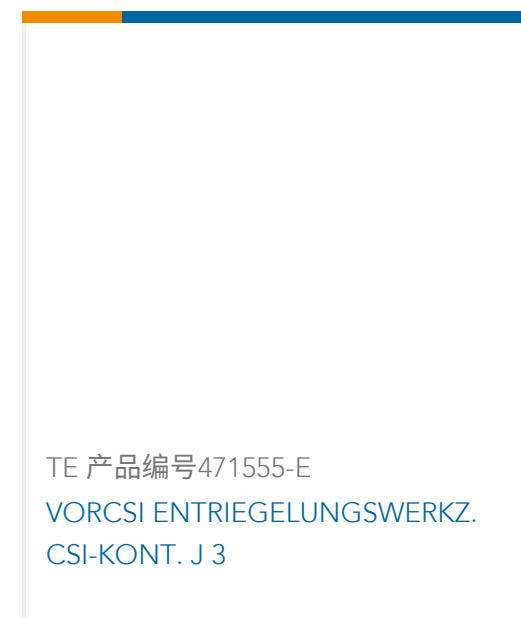 TE 产品编号471555-E
VORCSI ENTRIEGELUNGSWERKZ.
CSI-KONT. J 3